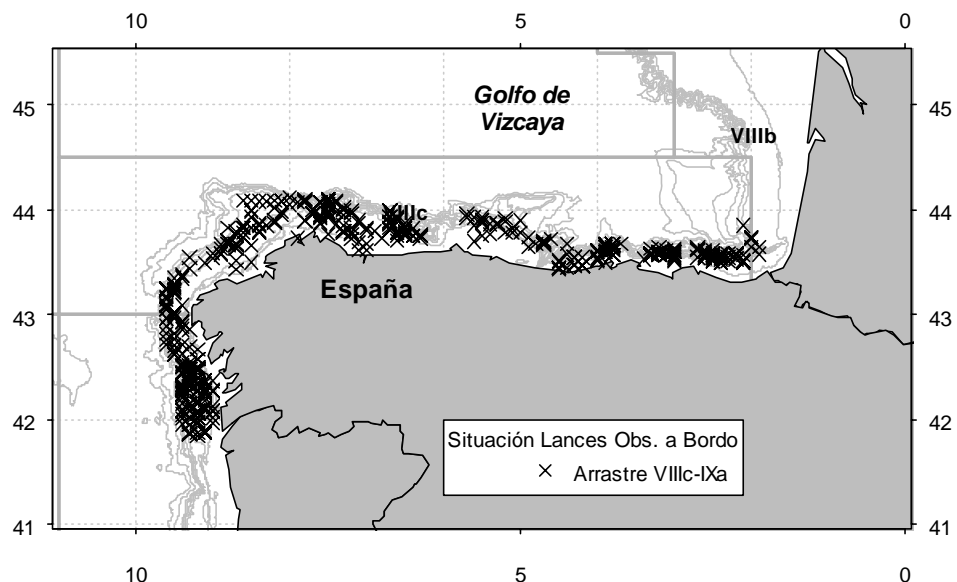 10 5 0
45 45
Golfo de
Vizcaya
VIIIb
44 44
VIIIc
España
43 43
42 42
Situación Lances Obs. a Bordo
× Arrastre VIIIc-IXa
41 41
10 5 0